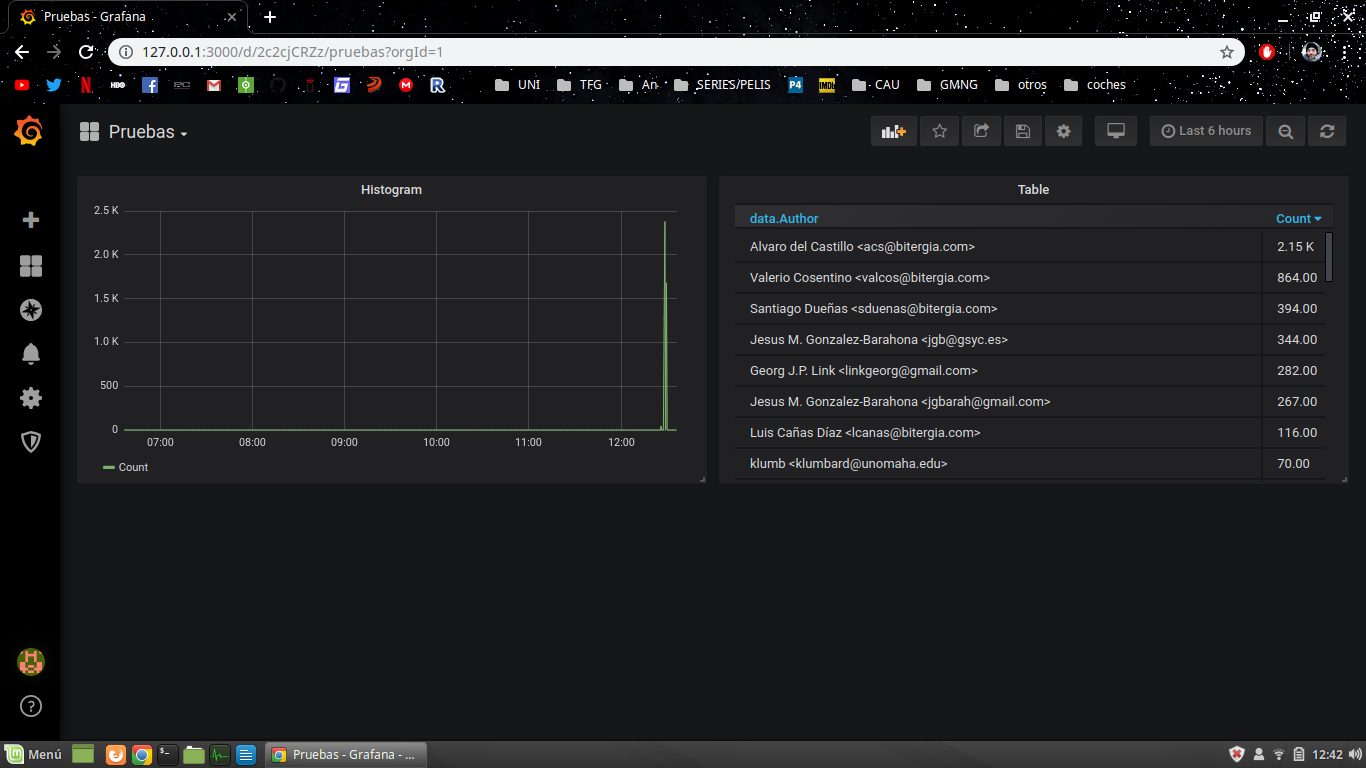 Pruebas - Grafana
127.0.0.1:3000/d/2c2cjCRZz/pruebas?orgId=1
HBO UNI TFG An SERIES/PELIS P4 IMDb CAU GMNG otros coches
Pruebas
Last 6 hours
Histogram
2.5 K
2.0 K
1.5 K
1.0 K
500
0
07:00 08:00 09:00 10:00 11:00 12:00
Count
Table
data.Author Count
Alvaro del Castillo <acs@bitergia.com> 2.15 K
Valerio Cosentino <valcos@bitergia.com> 864.00
Santiago Dueñas <sduenas@bitergia.com> 394.00
Jesus M. Gonzalez-Barahona <jgb@gsyc.es> 344.00
Georg J.P. Link <linkgeorg@gmail.com> 282.00
Jesus M. Gonzalez-Barahona <jgbarah@gmail.com> 267.00
Luis Cañas Díaz <lcanas@bitergia.com> 116.00
klumb <klumbard@unomaha.edu> 70.00
Menú Pruebas - Grafana - ... 12:42